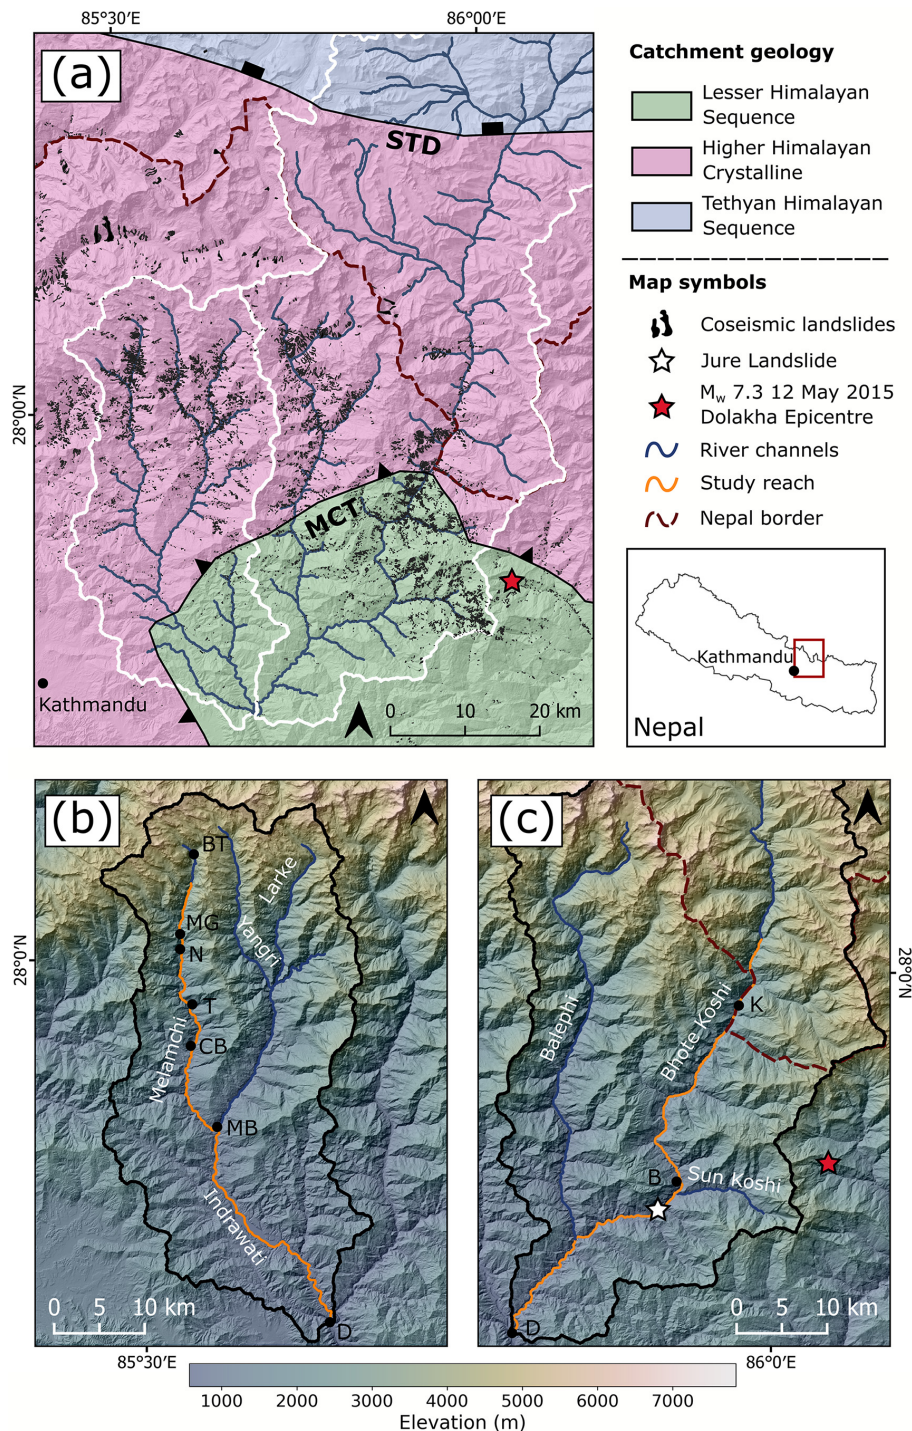 85°30′E
86°00′E
(a)
STD
28°00′N
MCT
Kathmandu
0 10 20 km
Catchment geology
Lesser Himalayan
Sequence
Higher Himalayan
Crystalline
Tethyan Himalayan
Sequence
Map symbols
Coseismic landslides
Jure Landslide
Mw 7.3 12 May 2015
Dolakha Epicentre
River channels
Study reach
Nepal border
Kathmandu
Nepal
(b)
BT
Larke
MG
Yangri
N
28°0′N
T
Melamchi
CB
MB
Indrawati
D
0 5 10 km
85°30′E
(c)
28°0′N
K
Balephi
Bhote Koshi
B
Sun Koshi
D
0 5 10 km
86°0′E
1000 2000 3000 4000 5000 6000 7000
Elevation (m)